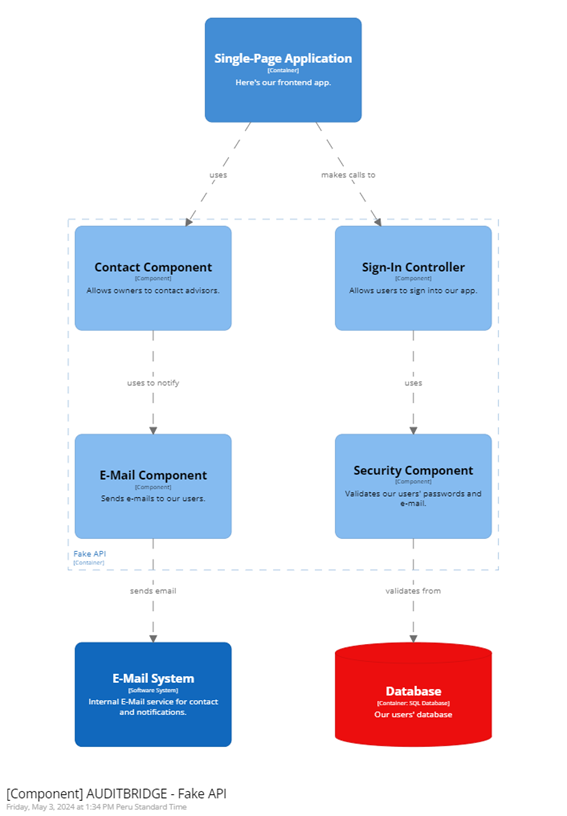 Single-Page Application
[Container]
Here's our frontend app.
uses
makes calls to
Contact Component
[Component]
Allows owners to contact advisors.
Sign-In Controller
[Component]
Allows users to sign into our app.
uses to notify
uses
E-Mail Component
[Component]
Sends e-mails to our users.
Security Component
[Component]
Validates our users' passwords and
e-mail.
Fake API
[Container]
sends email
validates from
E-Mail System
[Software System]
Internal E-Mail service for contact
and notifications.
Database
[Container: SQL Database]
Our users' database
[Component] AUDITBRIDGE - Fake API
Friday, May 3, 2024 at 1:34 PM Peru Standard Time